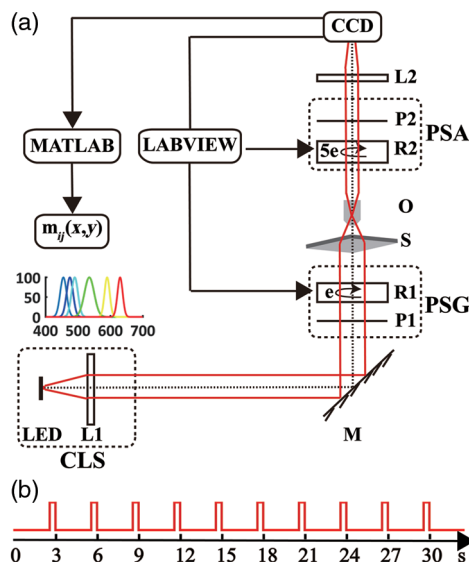 (a)
CCD
L2
P2
PSA
5e
R2
MATLAB
LABVIEW
O
m_ij(x,y)
S
100
50
0
400 500 600 700
e
R1
PSG
P1
LED
L1
M
CLS
(b)
0 3 6 9 12 15 18 21 24 27 30 s